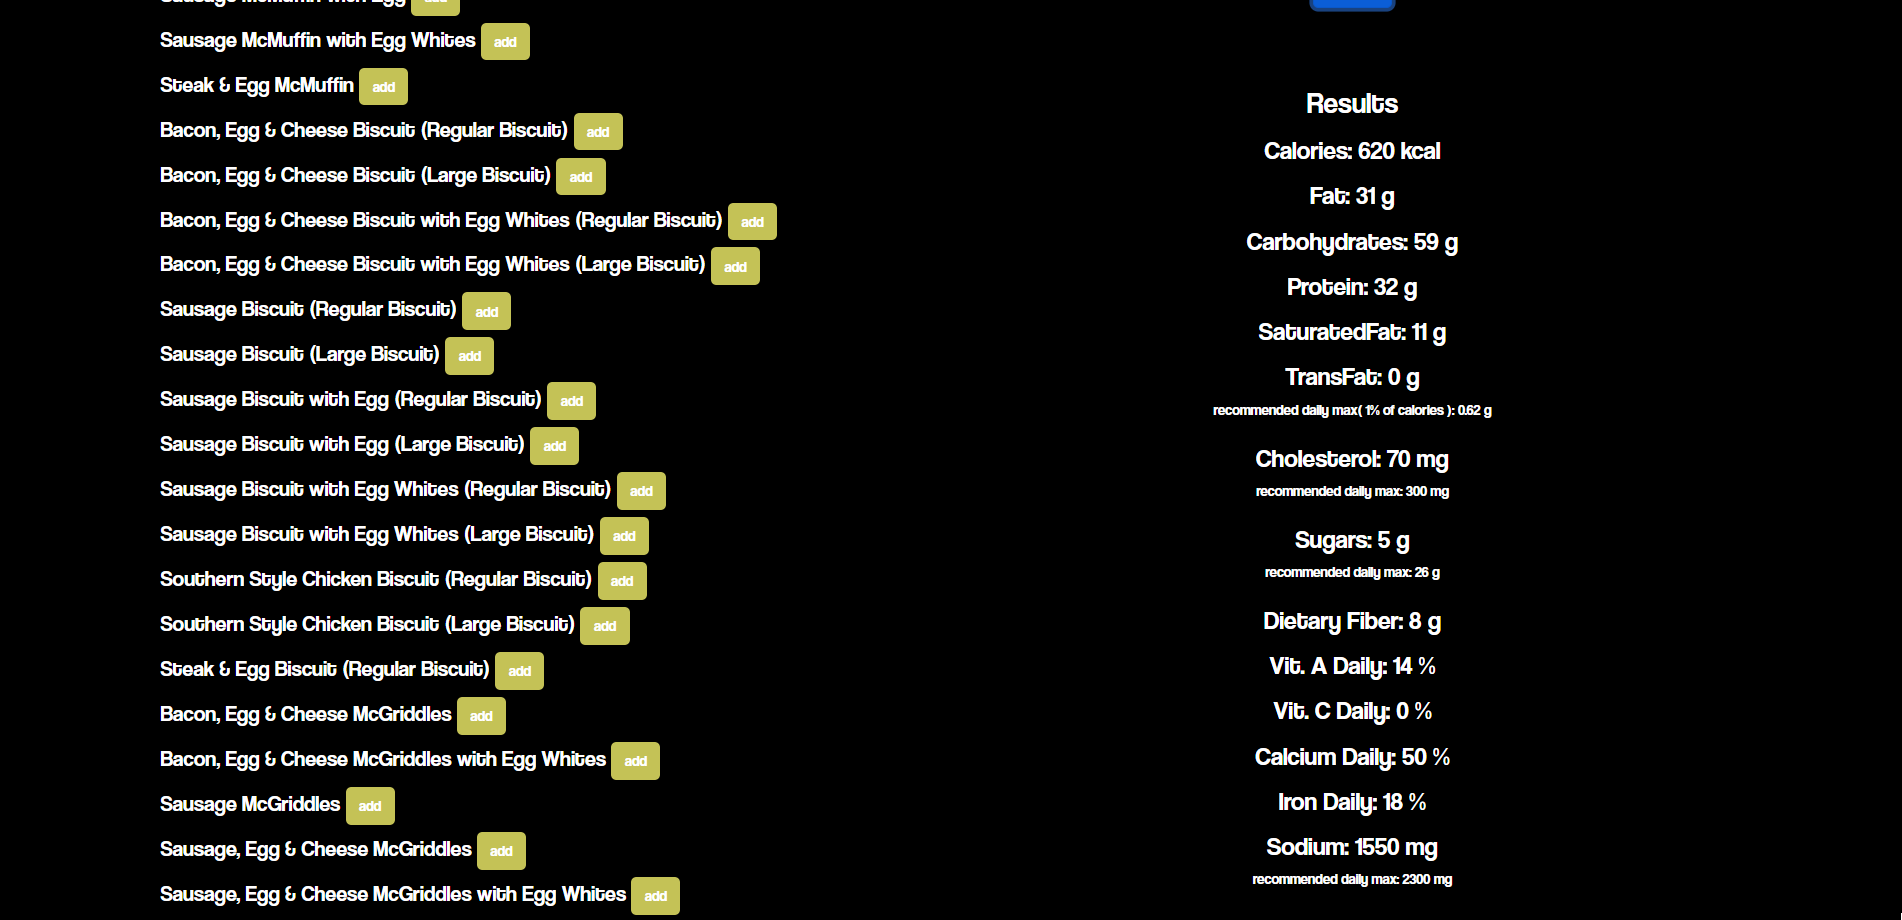 Sausage McMuffin with Egg add
Sausage McMuffin with Egg Whites add
Steak & Egg McMuffin add
Bacon, Egg & Cheese Biscuit (Regular Biscuit) add
Bacon, Egg & Cheese Biscuit (Large Biscuit) add
Bacon, Egg & Cheese Biscuit with Egg Whites (Regular Biscuit) add
Bacon, Egg & Cheese Biscuit with Egg Whites (Large Biscuit) add
Sausage Biscuit (Regular Biscuit) add
Sausage Biscuit (Large Biscuit) add
Sausage Biscuit with Egg (Regular Biscuit) add
Sausage Biscuit with Egg (Large Biscuit) add
Sausage Biscuit with Egg Whites (Regular Biscuit) add
Sausage Biscuit with Egg Whites (Large Biscuit) add
Southern Style Chicken Biscuit (Regular Biscuit) add
Southern Style Chicken Biscuit (Large Biscuit) add
Steak & Egg Biscuit (Regular Biscuit) add
Bacon, Egg & Cheese McGriddles add
Bacon, Egg & Cheese McGriddles with Egg Whites add
Sausage McGriddles add
Sausage, Egg & Cheese McGriddles add
Sausage, Egg & Cheese McGriddles with Egg Whites add
Results
Calories: 620 kcal
Fat: 31 g
Carbohydrates: 59 g
Protein: 32 g
SaturatedFat: 11 g
TransFat: 0 g
recommended daily max( 1% of calories ): 0.62 g
Cholesterol: 70 mg
recommended daily max: 300 mg
Sugars: 5 g
recommended daily max: 26 g
Dietary Fiber: 8 g
Vit. A Daily: 14 %
Vit. C Daily: 0 %
Calcium Daily: 50 %
Iron Daily: 18 %
Sodium: 1550 mg
recommended daily max: 2300 mg